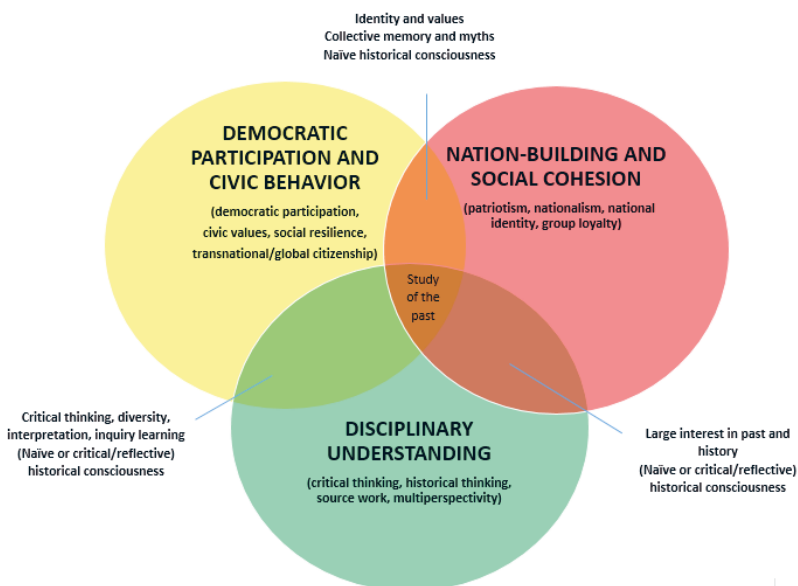 Identity and values
Collective memory and myths
Naïve historical consciousness
DEMOCRATIC
PARTICIPATION AND
CIVIC BEHAVIOR
(democratic participation,
civic values, social resilience,
transnational/global citizenship)
NATION-BUILDING AND
SOCIAL COHESION
(patriotism, nationalism, national
identity, group loyalty)
Study
of the
past
Critical thinking, diversity,
interpretation, inquiry learning
(Naïve or critical/reflective)
historical consciousness
DISCIPLINARY
UNDERSTANDING
(critical thinking, historical thinking,
source work, multiperspectivity)
Large interest in past and
history
(Naïve or critical/reflective)
historical consciousness